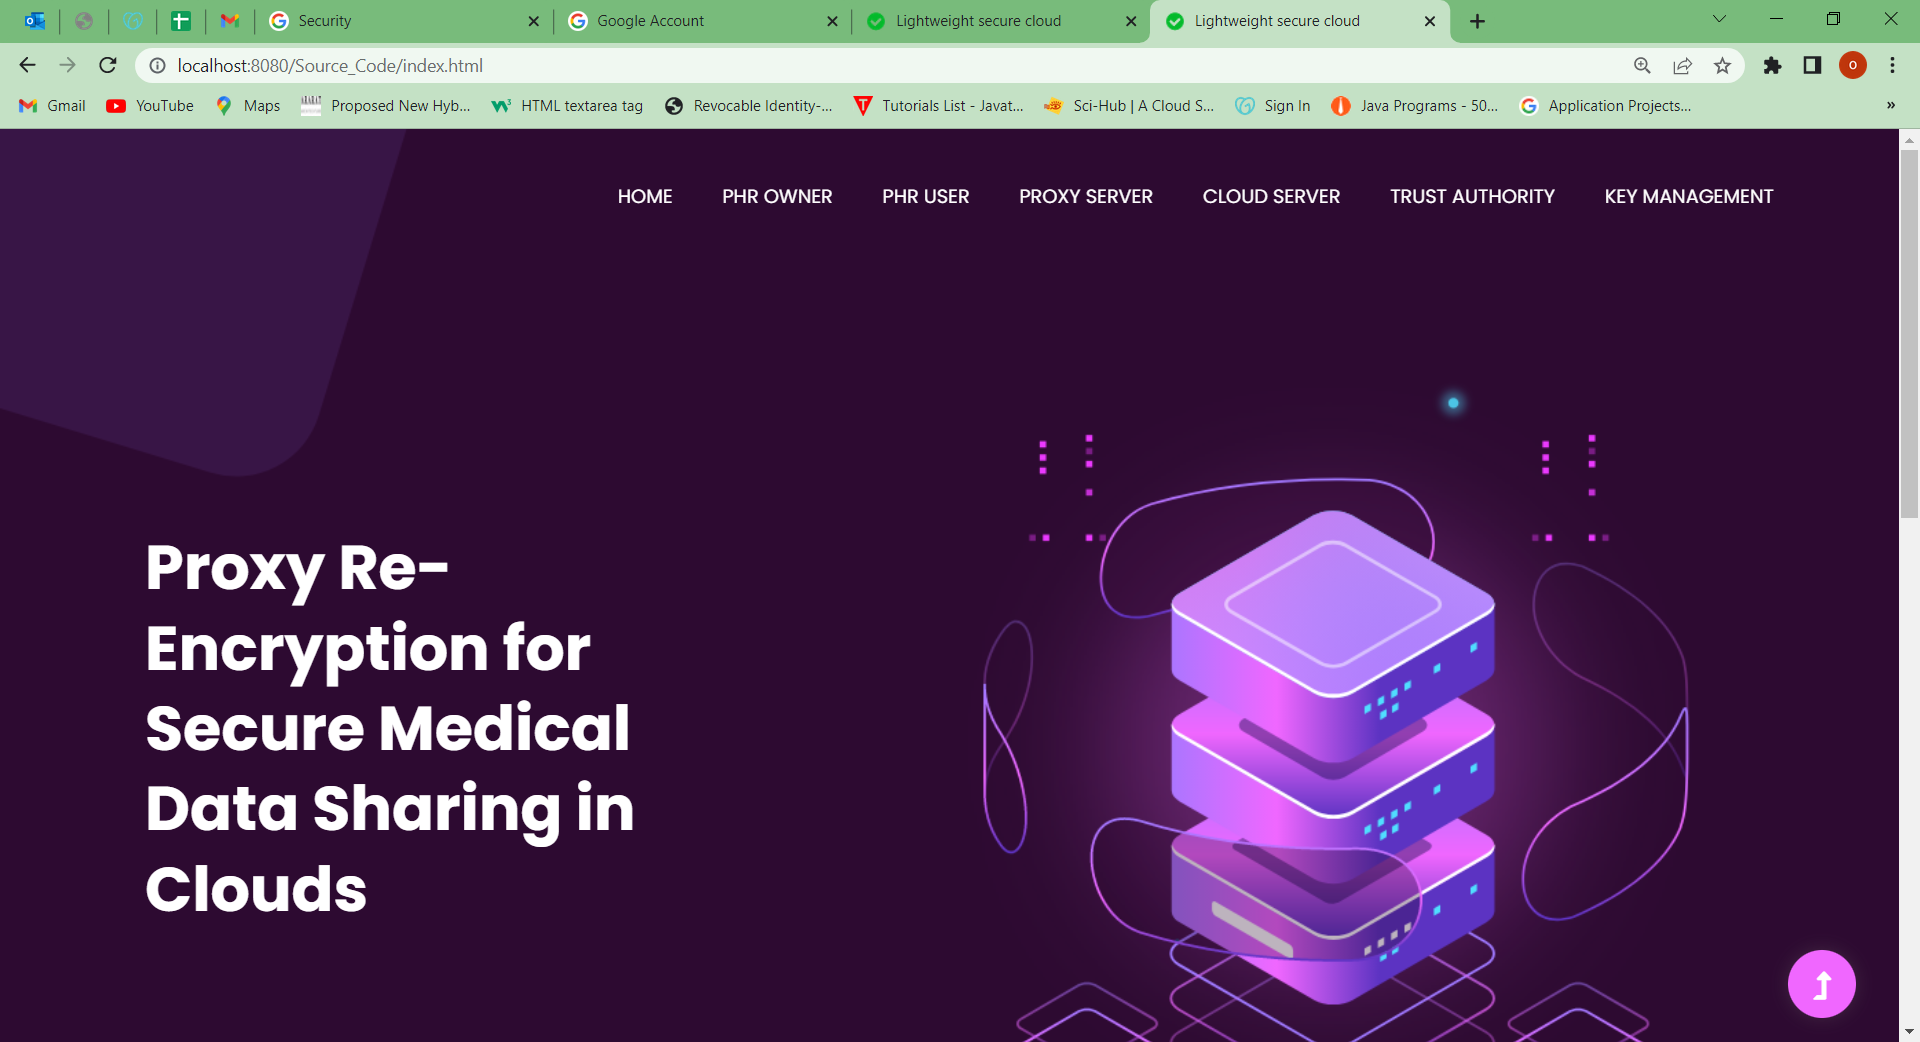 Security
Google Account
Lightweight secure cloud
Lightweight secure cloud
localhost:8080/Source_Code/index.html
o
Gmail
YouTube
Maps
Proposed New Hyb...
HTML textarea tag
Revocable Identity-...
Tutorials List - Javat...
Sci-Hub | A Cloud S...
Sign In
Java Programs - 50...
Application Projects...
»
HOME
PHR OWNER
PHR USER
PROXY SERVER
CLOUD SERVER
TRUST AUTHORITY
KEY MANAGEMENT
Proxy Re-
Encryption for
Secure Medical
Data Sharing in
Clouds